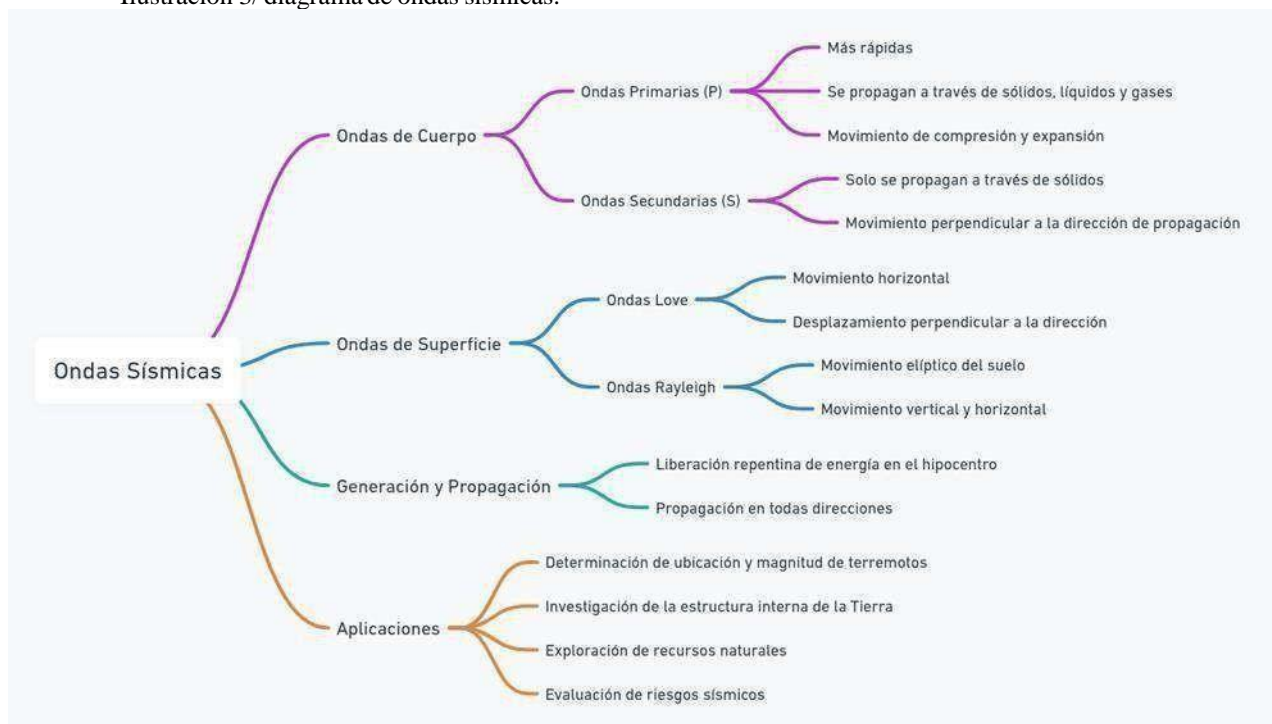 Ilustración 3/ diagrama de ondas sísmicas.
Ondas Sísmicas
Ondas de Cuerpo
Ondas Primarias (P)
Más rápidas
Se propagan a través de sólidos, líquidos y gases
Movimiento de compresión y expansión
Ondas Secundarias (S)
Solo se propagan a través de sólidos
Movimiento perpendicular a la dirección de propagación
Ondas de Superficie
Ondas Love
Movimiento horizontal
Desplazamiento perpendicular a la dirección
Ondas Rayleigh
Movimiento elíptico del suelo
Movimiento vertical y horizontal
Generación y Propagación
Liberación repentina de energía en el hipocentro
Propagación en todas direcciones
Aplicaciones
Determinación de ubicación y magnitud de terremotos
Investigación de la estructura interna de la Tierra
Exploración de recursos naturales
Evaluación de riesgos sísmicos